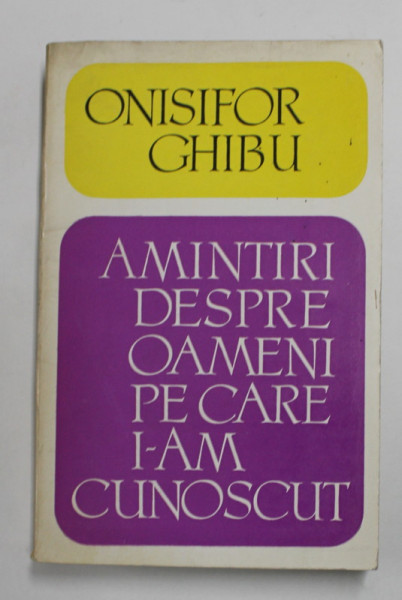 ONISIFOR
GHIBU
AMINTIRI
DESPRE
OAMENI
PE CARE
I-AM
CUNOSCUT